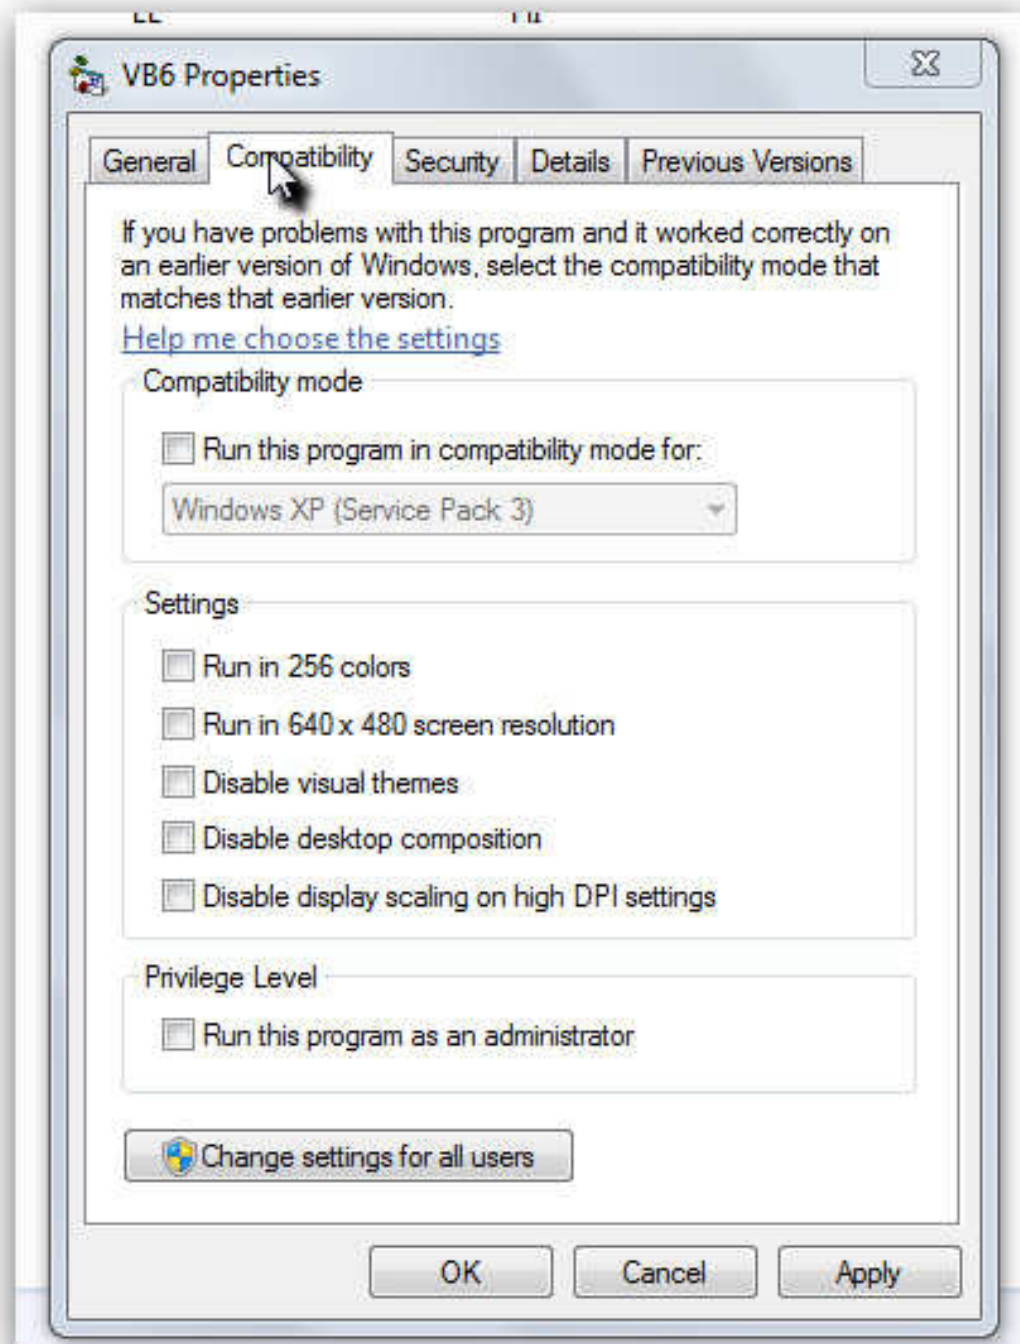 VB6 Properties
General Compatibility Security Details Previous Versions
If you have problems with this program and it worked correctly on
an earlier version of Windows, select the compatibility mode that
matches that earlier version.
Help me choose the settings
Compatibility mode
Run this program in compatibility mode for:
Windows XP (Service Pack 3)
Settings
Run in 256 colors
Run in 640 x 480 screen resolution
Disable visual themes
Disable desktop composition
Disable display scaling on high DPI settings
Privilege Level
Run this program as an administrator
Change settings for all users
OK Cancel Apply